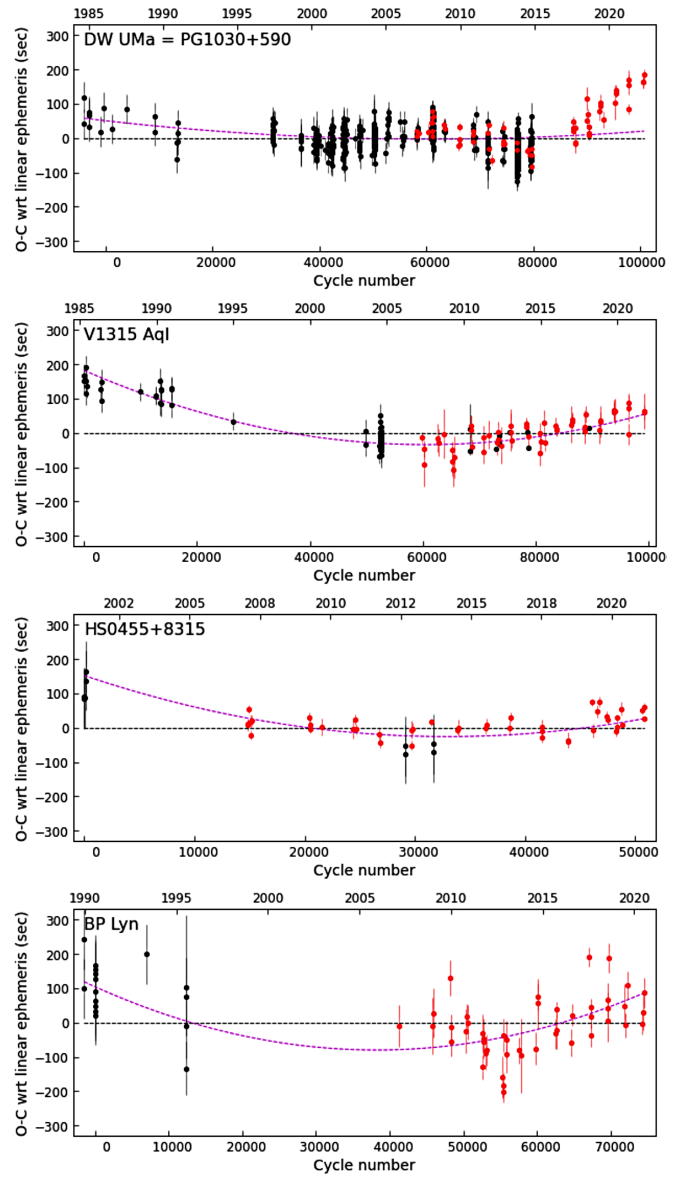 1985 1990 1995 2000 2005 2010 2015 2020
DW UMa = PG1030+590
300
200
100
0
−100
−200
−300
O-C wrt linear ephemeris (sec)
0 20000 40000 60000 80000 100000
Cycle number
1985 1990 1995 2000 2005 2010 2015 2020
V1315 Aql
300
200
100
0
−100
−200
−300
O-C wrt linear ephemeris (sec)
0 20000 40000 60000 80000 100000
Cycle number
2002 2005 2008 2010 2012 2015 2018 2020
HS0455+8315
300
200
100
0
−100
−200
−300
O-C wrt linear ephemeris (sec)
0 10000 20000 30000 40000 50000
Cycle number
1990 1995 2000 2005 2010 2015 2020
BP Lyn
300
200
100
0
−100
−200
−300
O-C wrt linear ephemeris (sec)
0 10000 20000 30000 40000 50000 60000 70000
Cycle number